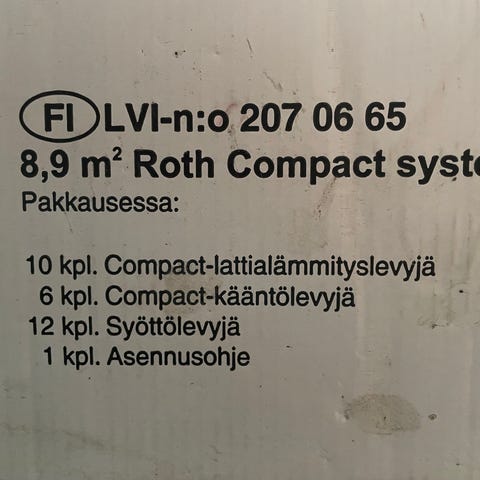 FI LVI-n:o 207 06 65
8,9 m² Roth Compact syst
Pakkausessa:
10 kpl. Compact-lattialämmityslevyjä
6 kpl. Compact-kääntölevyjä
12 kpl. Syöttölevyjä
1 kpl. Asennusohje